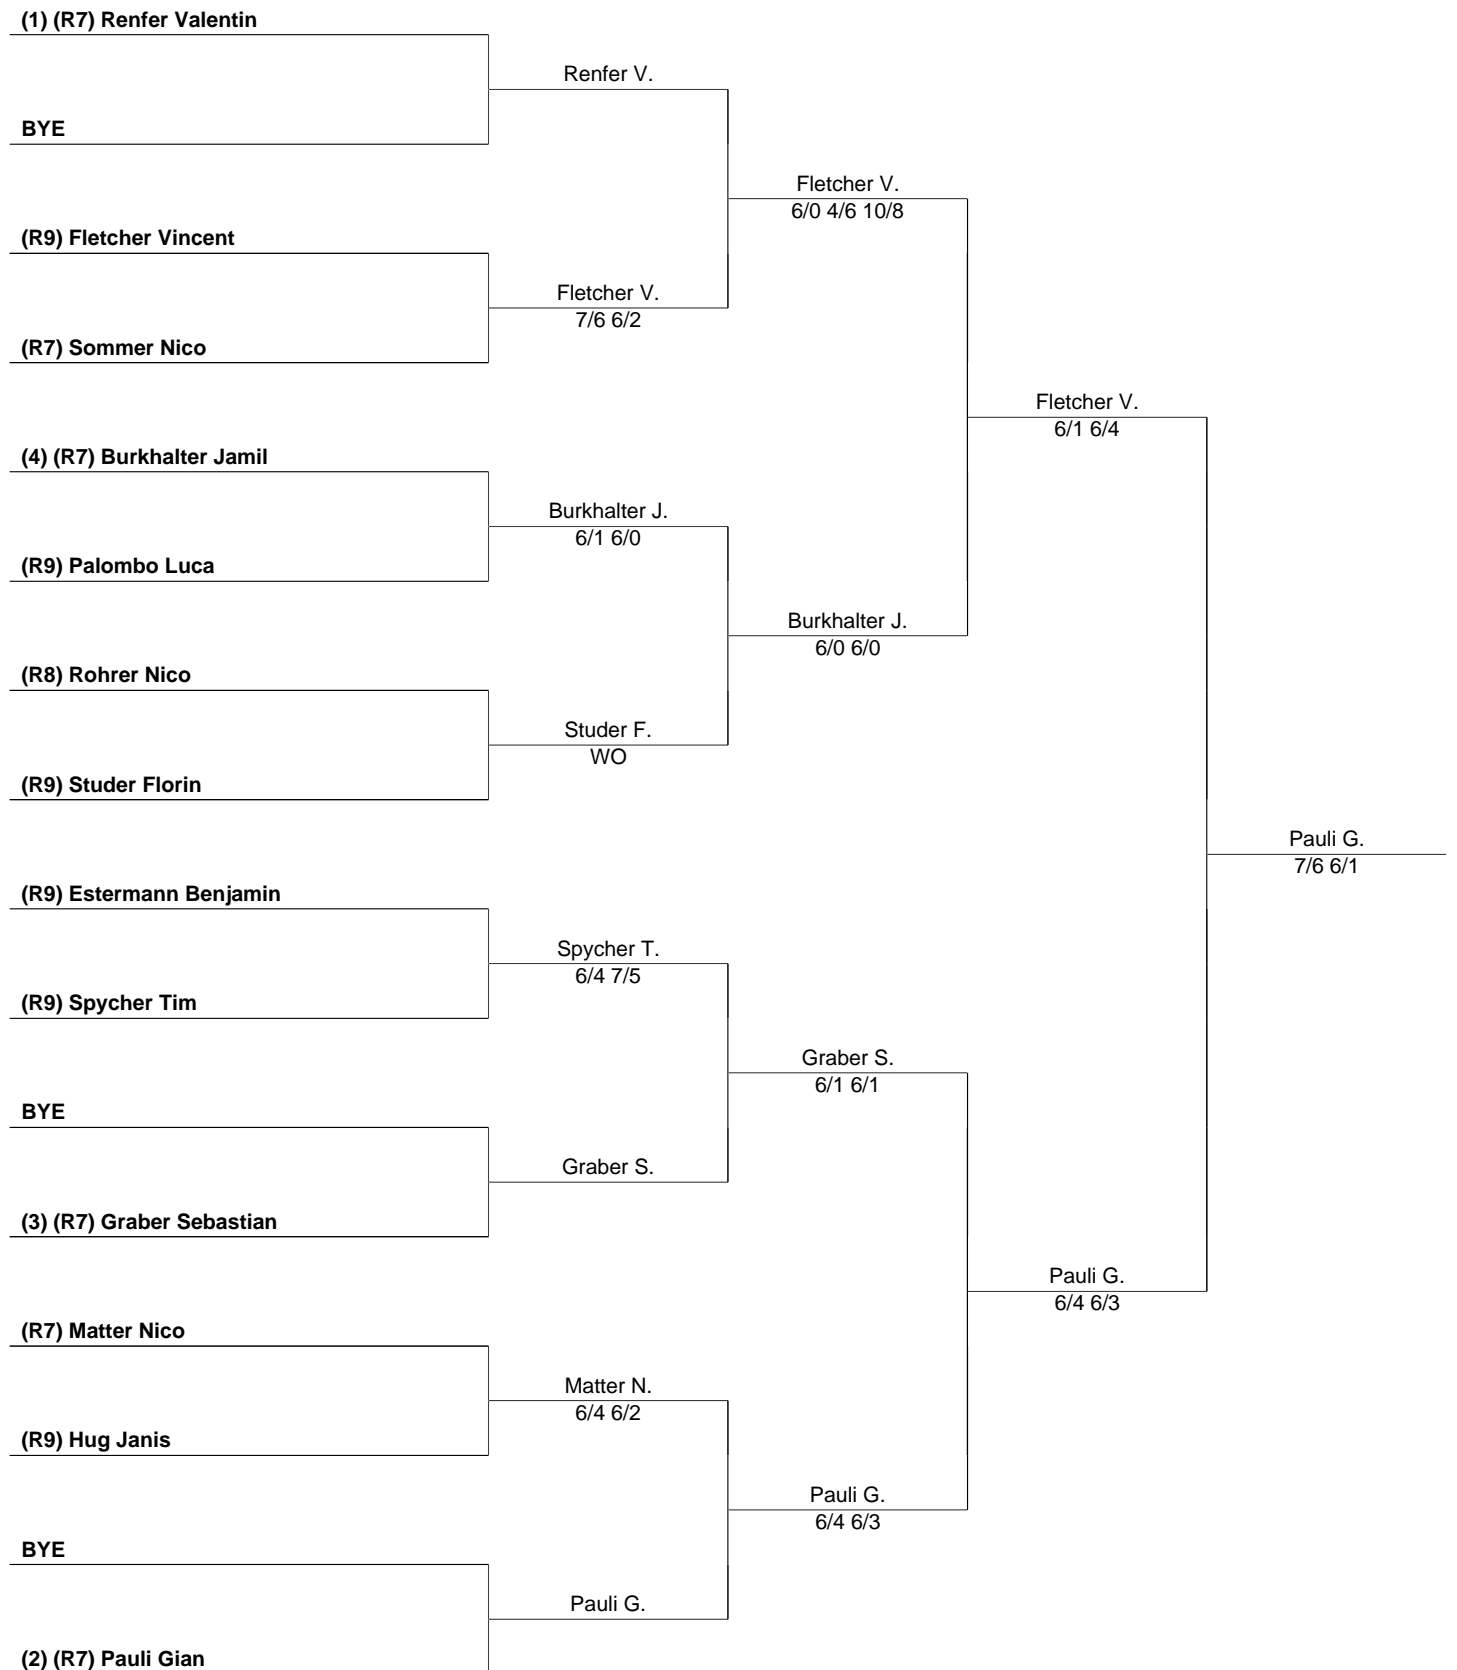 (1) (R7) Renfer Valentin
Renfer V.
BYE
Fletcher V.
6/0 4/6 10/8
(R9) Fletcher Vincent
Fletcher V.
7/6 6/2
(R7) Sommer Nico
Fletcher V.
6/1 6/4
(4) (R7) Burkhalter Jamil
Burkhalter J.
6/1 6/0
(R9) Palombo Luca
Burkhalter J.
6/0 6/0
(R8) Rohrer Nico
Studer F.
WO
(R9) Studer Florin
Pauli G.
7/6 6/1
(R9) Estermann Benjamin
Spycher T.
6/4 7/5
(R9) Spycher Tim
Graber S.
6/1 6/1
BYE
Graber S.
(3) (R7) Graber Sebastian
Pauli G.
6/4 6/3
(R7) Matter Nico
Matter N.
6/4 6/2
(R9) Hug Janis
Pauli G.
6/4 6/3
BYE
Pauli G.
(2) (R7) Pauli Gian